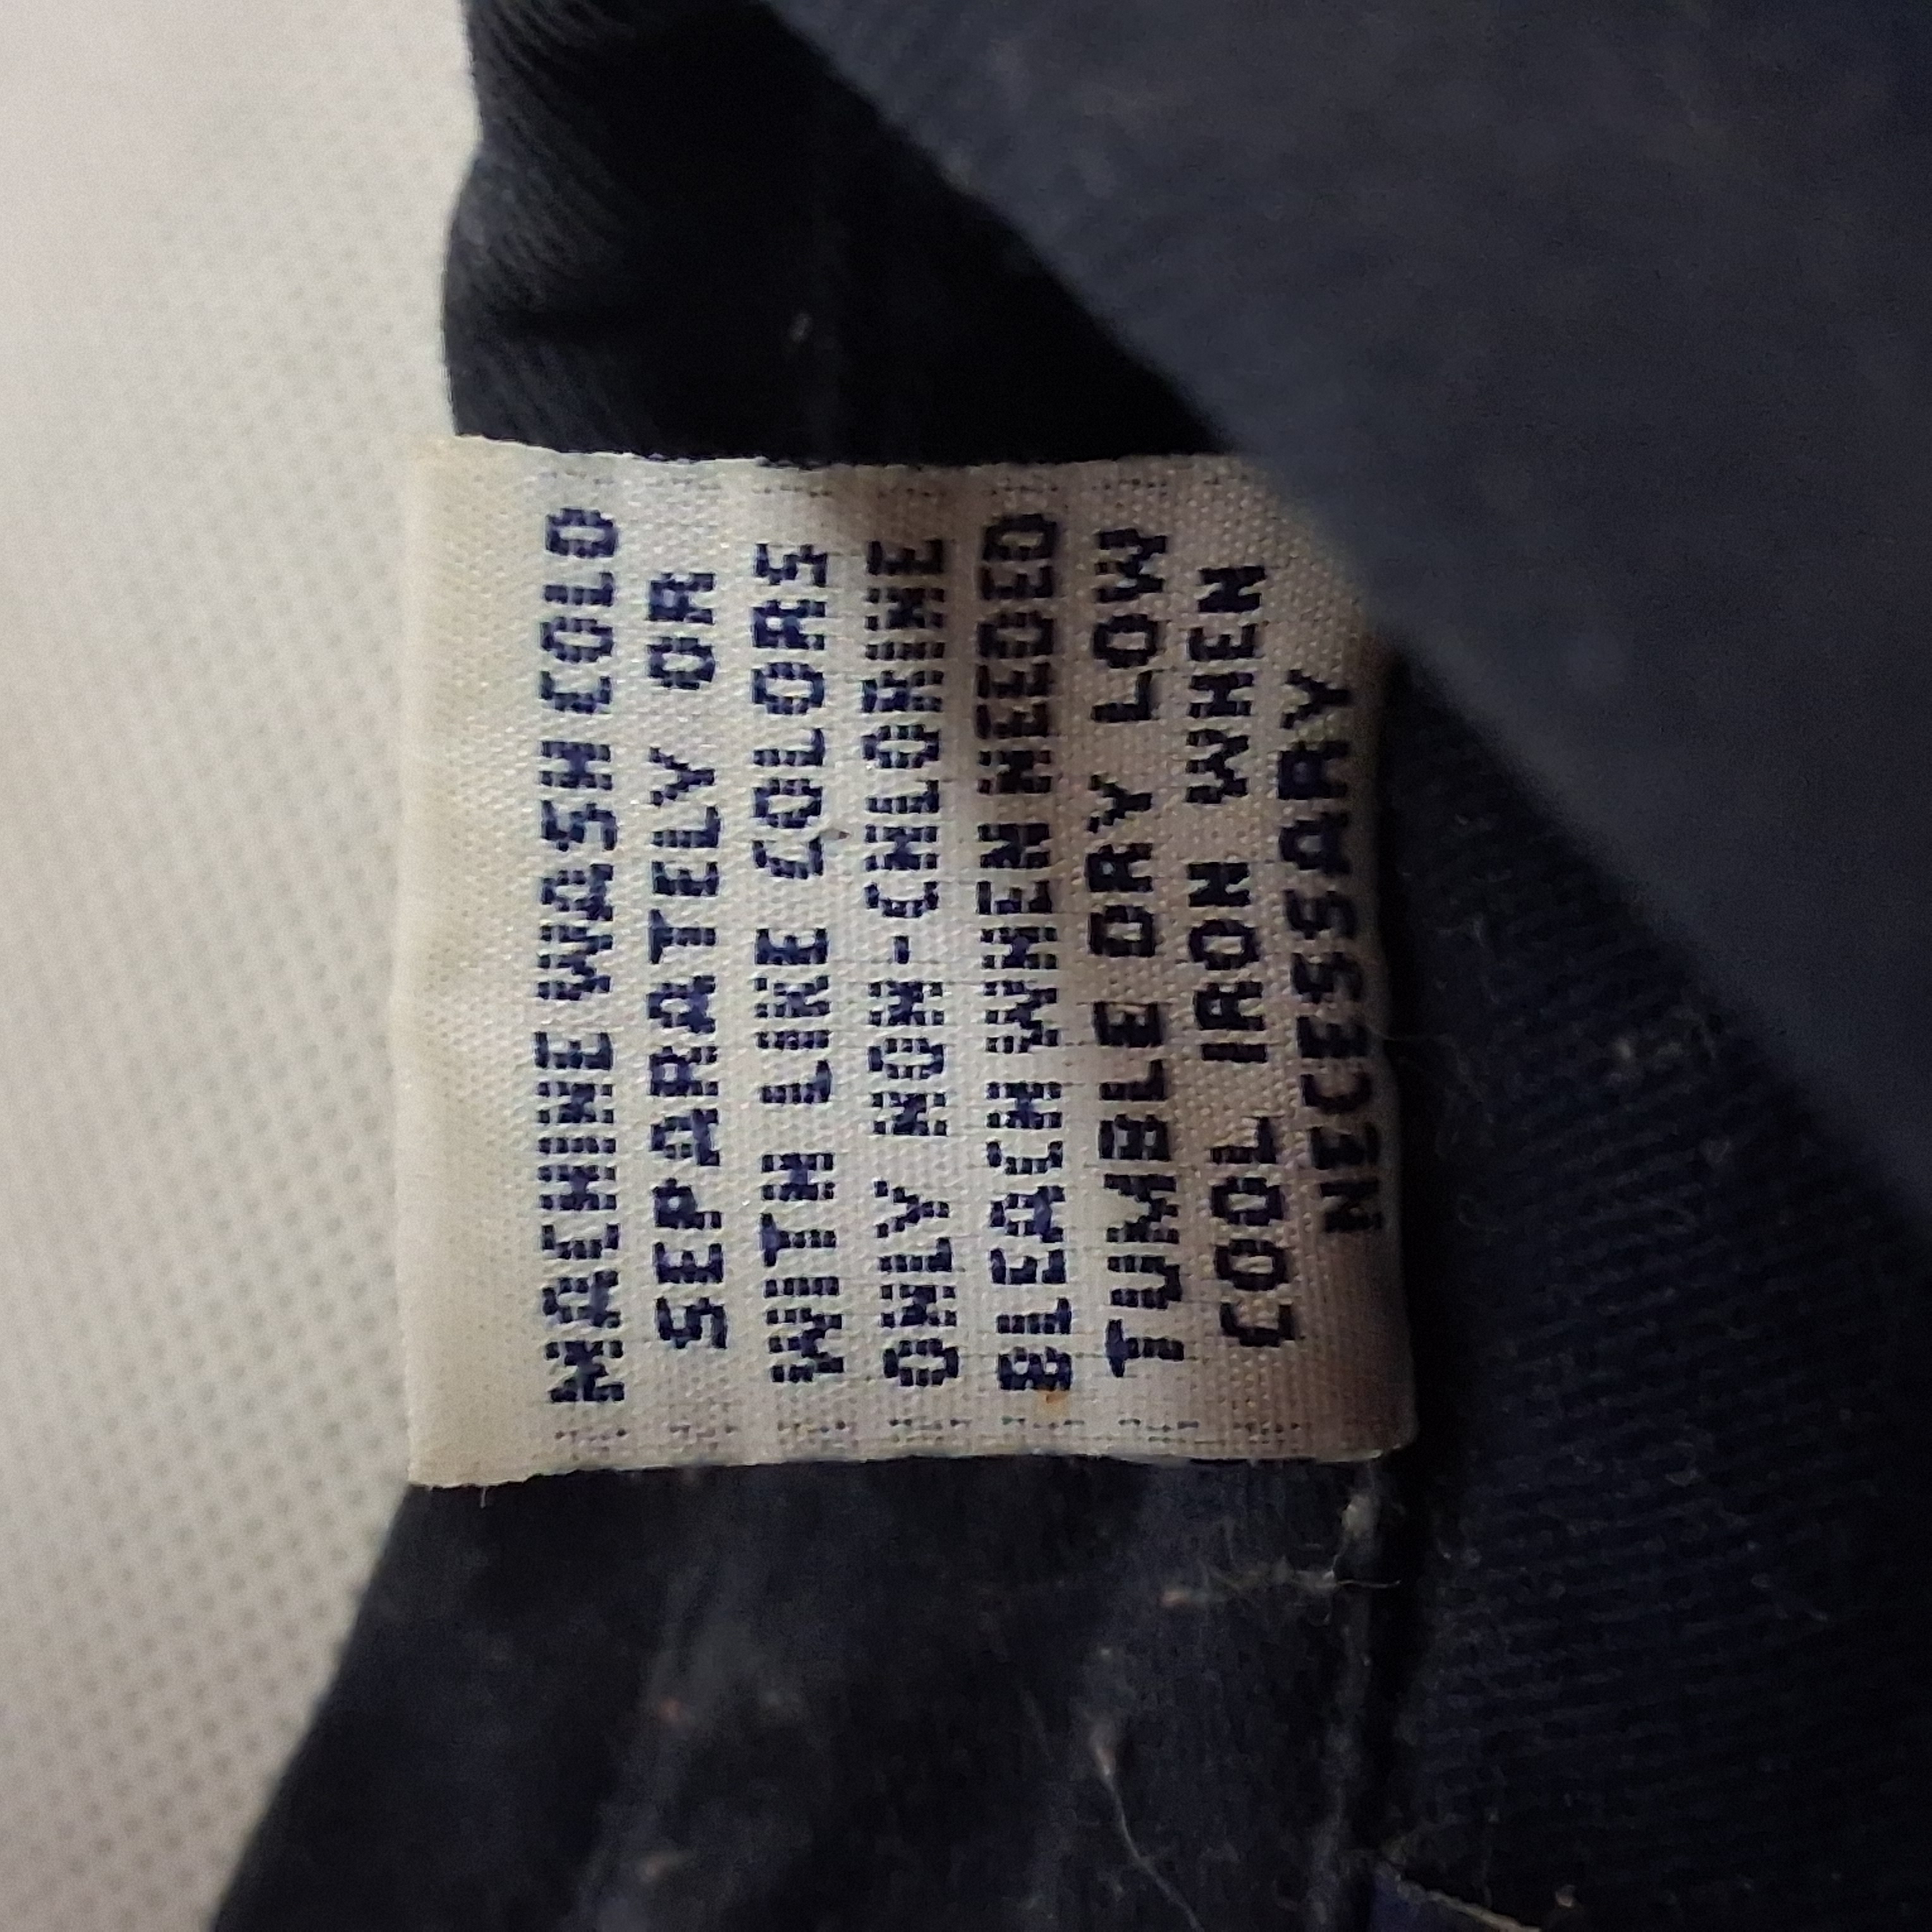 MACHINE WASH COLD
SEPARATELY OR
WITH LIKE COLORS
ONLY NON-CHLORINE
BLEACH WHEN NEEDED
TUMBLE DRY LOW
COOL IRON WHEN
NECESSARY